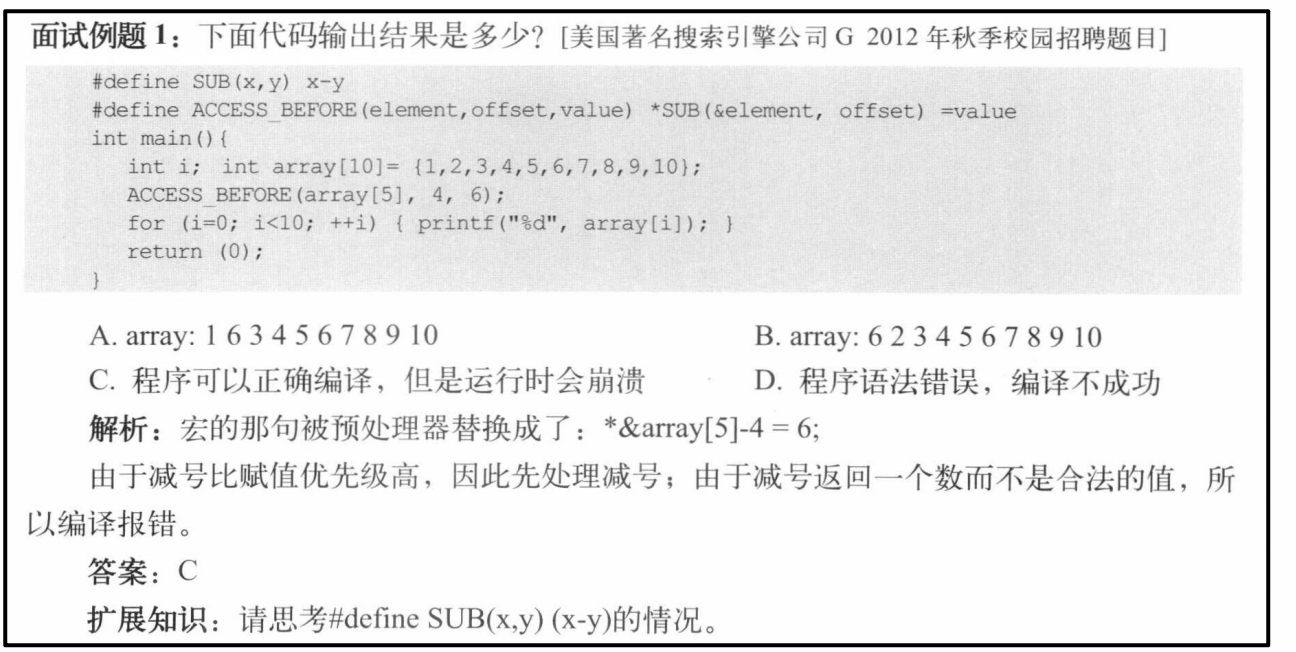 面试例题 1：下面代码输出结果是多少？[美国著名搜索引擎公司 G 2012 年秋季校园招聘题目]
#define SUB(x,y) x-y
#define ACCESS_BEFORE(element,offset,value) *SUB(&element, offset) =value
int main(){
int i; int array[10]= {1,2,3,4,5,6,7,8,9,10};
ACCESS_BEFORE(array[5], 4, 6);
for (i=0; i<10; ++i) { printf("%d", array[i]); }
return (0);
}
A. array: 1 6 3 4 5 6 7 8 9 10 B. array: 6 2 3 4 5 6 7 8 9 10
C. 程序可以正确编译，但是运行时会崩溃 D. 程序语法错误，编译不成功
解析：宏的那句被预处理器替换成了：*&array[5]-4 = 6;
由于减号比赋值优先级高，因此先处理减号；由于减号返回一个数而不是合法的值，所
以编译报错。
答案：C
扩展知识：请思考#define SUB(x,y) (x-y)的情况。